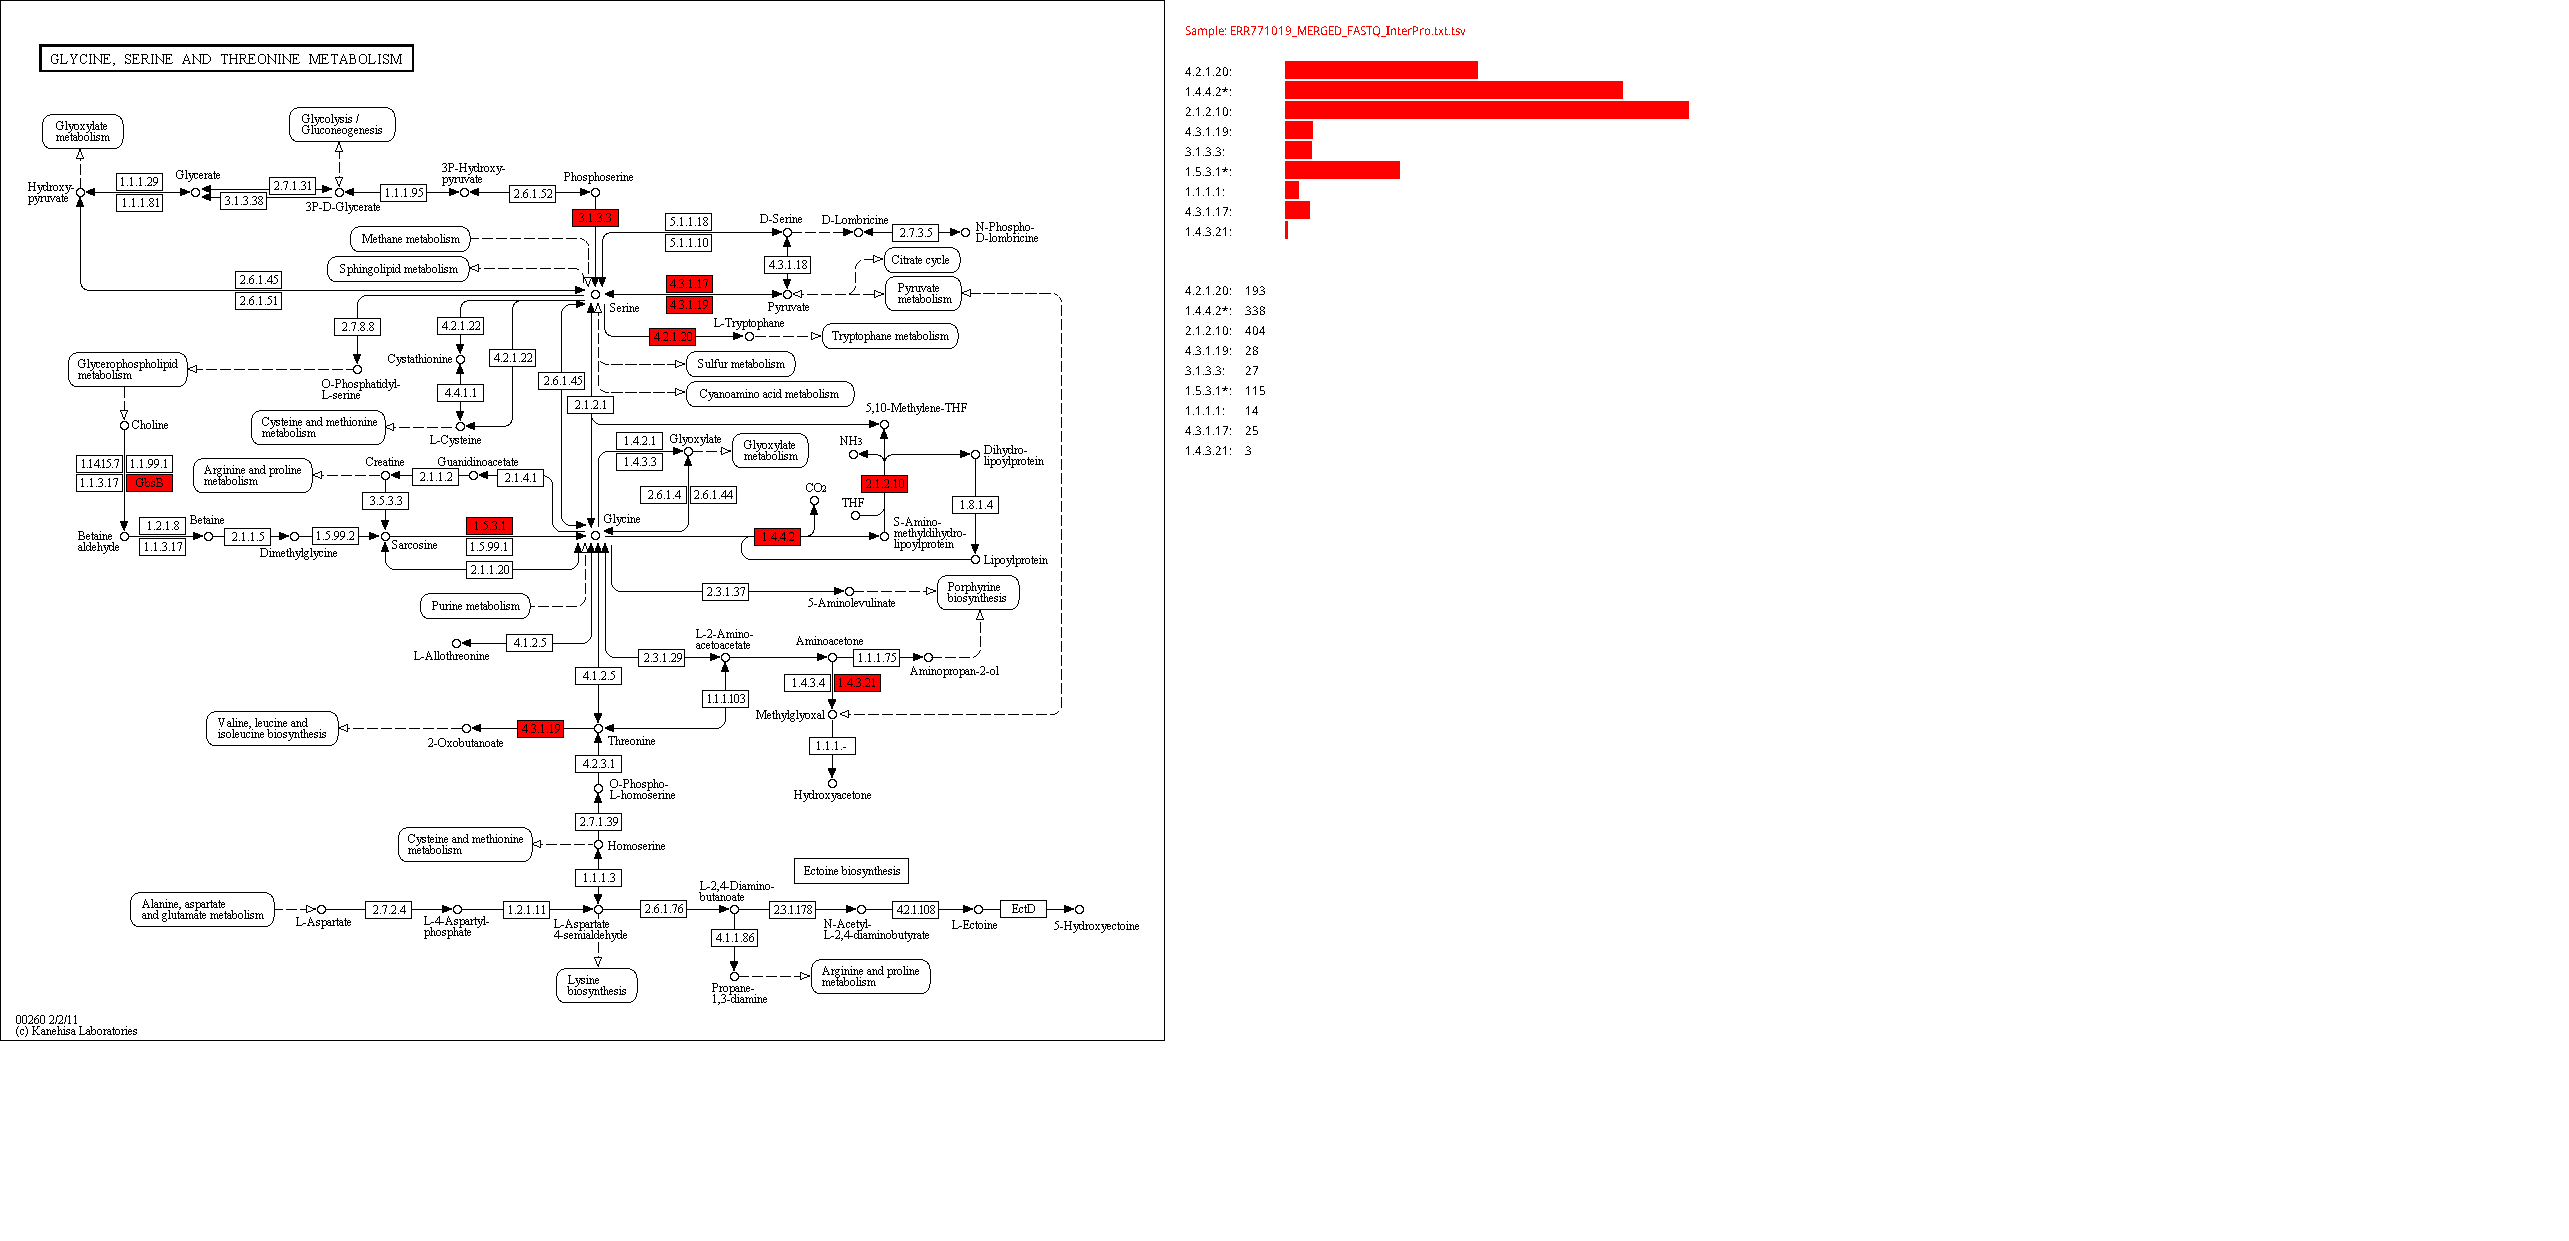 GLYCINE, SERINE AND THREONINE METABOLISM
Glyoxylate
metabolism
Glycolysis /
Gluconeogenesis
Hydroxy-
pyruvate
1.1.1.29
1.1.1.81
Glycerate
2.7.1.31
3.1.3.38
3P-D-Glycerate
1.1.1.95
3P-Hydroxy-
pyruvate
2.6.1.52
Phosphoserine
3.1.3.3
Methane metabolism
Sphingolipid metabolism
5.1.1.18
5.1.1.10
D-Serine
D-Lombricine
2.7.3.5
N-Phospho-
D-lombricine
4.3.1.18
Citrate cycle
2.6.1.45
2.6.1.51
4.3.1.17
4.3.1.19
Serine
Pyruvate
Pyruvate
metabolism
2.7.8.8
4.2.1.22
4.2.1.22
4.2.1.20
L-Tryptophane
Tryptophane metabolism
Glycerophospholipid
metabolism
O-Phosphatidyl-
L-serine
Cystathionine
4.4.1.1
2.6.1.45
2.1.2.1
Sulfur metabolism
Cyanoamino acid metabolism
Choline
Cysteine and methionine
metabolism
L-Cysteine
5,10-Methylene-THF
1.4.2.1
1.4.3.3
Glyoxylate
Glyoxylate
metabolism
NH3
Dihydro-
lipoylprotein
1.14.15.7
1.1.99.1
1.1.3.17
GbsB
Arginine and proline
metabolism
Creatine
2.1.1.2
Guanidinoacetate
2.1.4.1
3.5.3.3
2.6.1.4
2.6.1.44
CO2
THF
2.1.2.10
1.8.1.4
Betaine
aldehyde
1.2.1.8
1.1.3.17
Betaine
2.1.1.5
Dimethylglycine
1.5.99.2
Sarcosine
1.5.3.1
1.5.99.1
2.1.1.20
Glycine
1.4.4.2
S-Amino-
methyldihydro-
lipoylprotein
Lipoylprotein
Purine metabolism
2.3.1.37
5-Aminolevulinate
Porphyrine
biosynthesis
L-Allothreonine
4.1.2.5
4.1.2.5
2.3.1.29
L-2-Amino-
acetoacetate
Aminoacetone
1.1.1.75
Aminopropan-2-ol
1.1.1.103
1.4.3.4
1.4.3.21
Methylglyoxal
Valine, leucine and
isoleucine biosynthesis
2-Oxobutanoate
4.3.1.19
Threonine
1.1.1.-
Hydroxyacetone
4.2.3.1
O-Phospho-
L-homoserine
2.7.1.39
Cysteine and methionine
metabolism
Homoserine
1.1.1.3
Ectoine biosynthesis
Alanine, aspartate
and glutamate metabolism
L-Aspartate
2.7.2.4
L-4-Aspartyl-
phosphate
1.2.1.11
L-Aspartate
4-semialdehyde
2.6.1.76
L-2,4-Diamino-
butanoate
2.3.1.178
N-Acetyl-
L-2,4-diaminobutyrate
4.2.1.108
L-Ectoine
EctD
5-Hydroxyectoine
4.1.1.86
Lysine
biosynthesis
Propane-
1,3-diamine
Arginine and proline
metabolism
00260 2/2/11
(c) Kanehisa Laboratories
Sample: ERR771019_MERGED_FASTQ_InterPro.txt.tsv
4.2.1.20:
1.4.4.2*:
2.1.2.10:
4.3.1.19:
3.1.3.3:
1.5.3.1*:
1.1.1.1:
4.3.1.17:
1.4.3.21:
4.2.1.20: 193
1.4.4.2*: 338
2.1.2.10: 404
4.3.1.19: 28
3.1.3.3: 27
1.5.3.1*: 115
1.1.1.1: 14
4.3.1.17: 25
1.4.3.21: 3